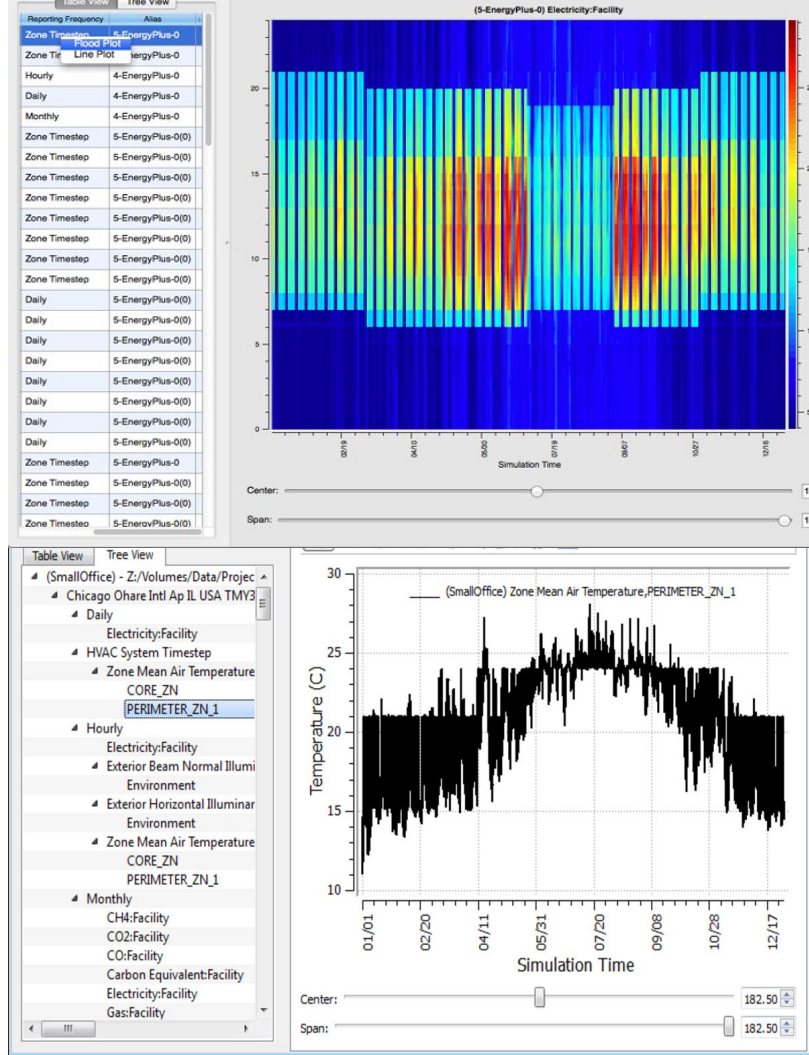 Table View Tree View
Reporting Frequency Alias
Zone Timestep 5-EnergyPlus-0
Flood Plot
Zone 5-EnergyPlus-0
Line Plot
Hourly 4-EnergyPlus-0
Daily 4-EnergyPlus-0
Monthly 4-EnergyPlus-0
Zone Timestep 5-EnergyPlus-0(0)
Zone Timestep 5-EnergyPlus-0(0)
Zone Timestep 5-EnergyPlus-0(0)
Zone Timestep 5-EnergyPlus-0(0)
Zone Timestep 5-EnergyPlus-0(0)
Zone Timestep 5-EnergyPlus-0(0)
Zone Timestep 5-EnergyPlus-0(0)
Zone Timestep 5-EnergyPlus-0(0)
Daily 5-EnergyPlus-0(0)
Daily 5-EnergyPlus-0(0)
Daily 5-EnergyPlus-0(0)
Daily 5-EnergyPlus-0(0)
Daily 5-EnergyPlus-0(0)
Daily 5-EnergyPlus-0(0)
Daily 5-EnergyPlus-0(0)
Daily 5-EnergyPlus-0(0)
Zone Timestep 5-EnergyPlus-0
Zone Timestep 5-EnergyPlus-0(0)
Zone Timestep 5-EnergyPlus-0(0)
Zone Timestep 5-EnergyPlus-0(0)
(5-EnergyPlus-0) Electricity:Facility
20
15
10
5
0
02/19 04/10 05/30 07/19 09/07 10/27 12/16
Simulation Time
Center:
Span:
Table View Tree View
(SmallOffice) - Z:/Volumes/Data/Projec
Chicago Ohare Intl Ap IL USA TMY3
Daily
Electricity:Facility
HVAC System Timestep
Zone Mean Air Temperature
CORE_ZN
PERIMETER_ZN_1
Hourly
Electricity:Facility
Exterior Beam Normal Illumi
Environment
Exterior Horizontal Illuminar
Environment
Zone Mean Air Temperature
CORE_ZN
PERIMETER_ZN_1
Monthly
CH4:Facility
CO2:Facility
CO:Facility
Carbon Equivalent:Facility
Electricity:Facility
Gas:Facility
(SmallOffice) Zone Mean Air Temperature,PERIMETER_ZN_1
Temperature (C)
30
25
20
15
10
01/01 02/20 04/11 05/31 07/20 09/08 10/28 12/17
Simulation Time
Center: 182.50
Span: 182.50